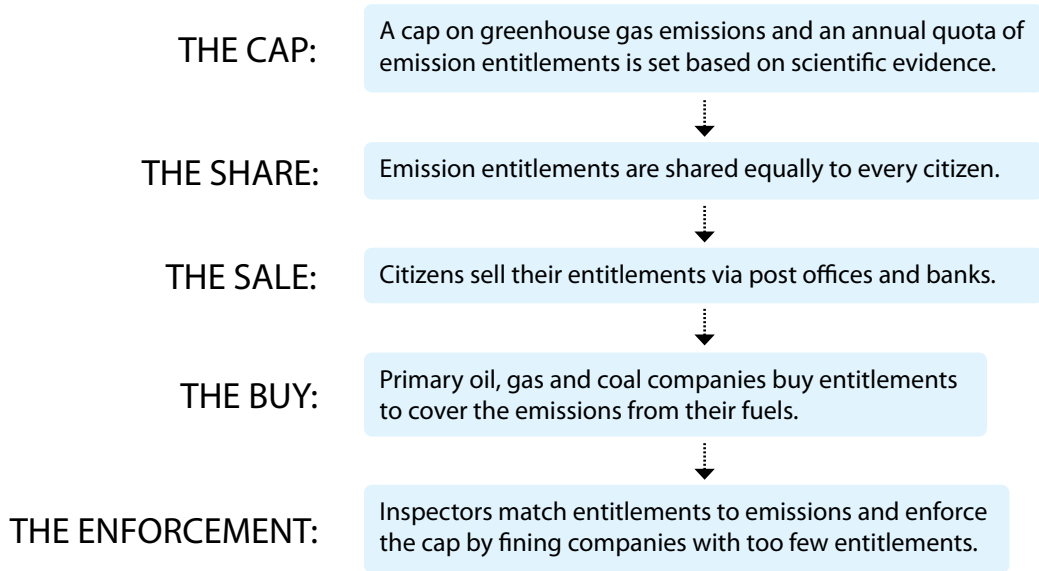 THE CAP:
A cap on greenhouse gas emissions and an annual quota of
emission entitlements is set based on scientific evidence.
THE SHARE:
Emission entitlements are shared equally to every citizen.
THE SALE:
Citizens sell their entitlements via post offices and banks.
THE BUY:
Primary oil, gas and coal companies buy entitlements
to cover the emissions from their fuels.
THE ENFORCEMENT:
Inspectors match entitlements to emissions and enforce
the cap by fining companies with too few entitlements.